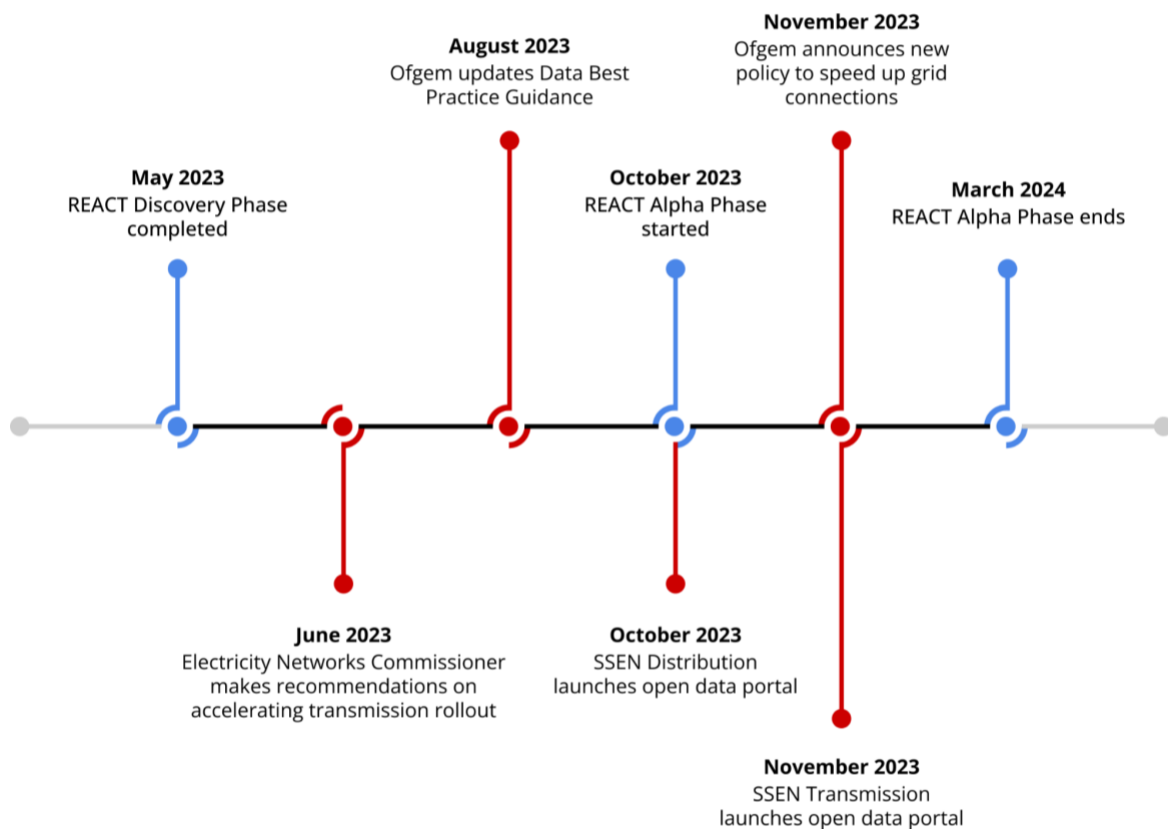 May 2023
REACT Discovery Phase
completed
June 2023
Electricity Networks Commissioner
makes recommendations on
accelerating transmission rollout
August 2023
Ofgem updates Data Best
Practice Guidance
October 2023
REACT Alpha Phase
started
October 2023
SSEN Distribution
launches open data portal
November 2023
Ofgem announces new
policy to speed up grid
connections
November 2023
SSEN Transmission
launches open data portal
March 2024
REACT Alpha Phase ends